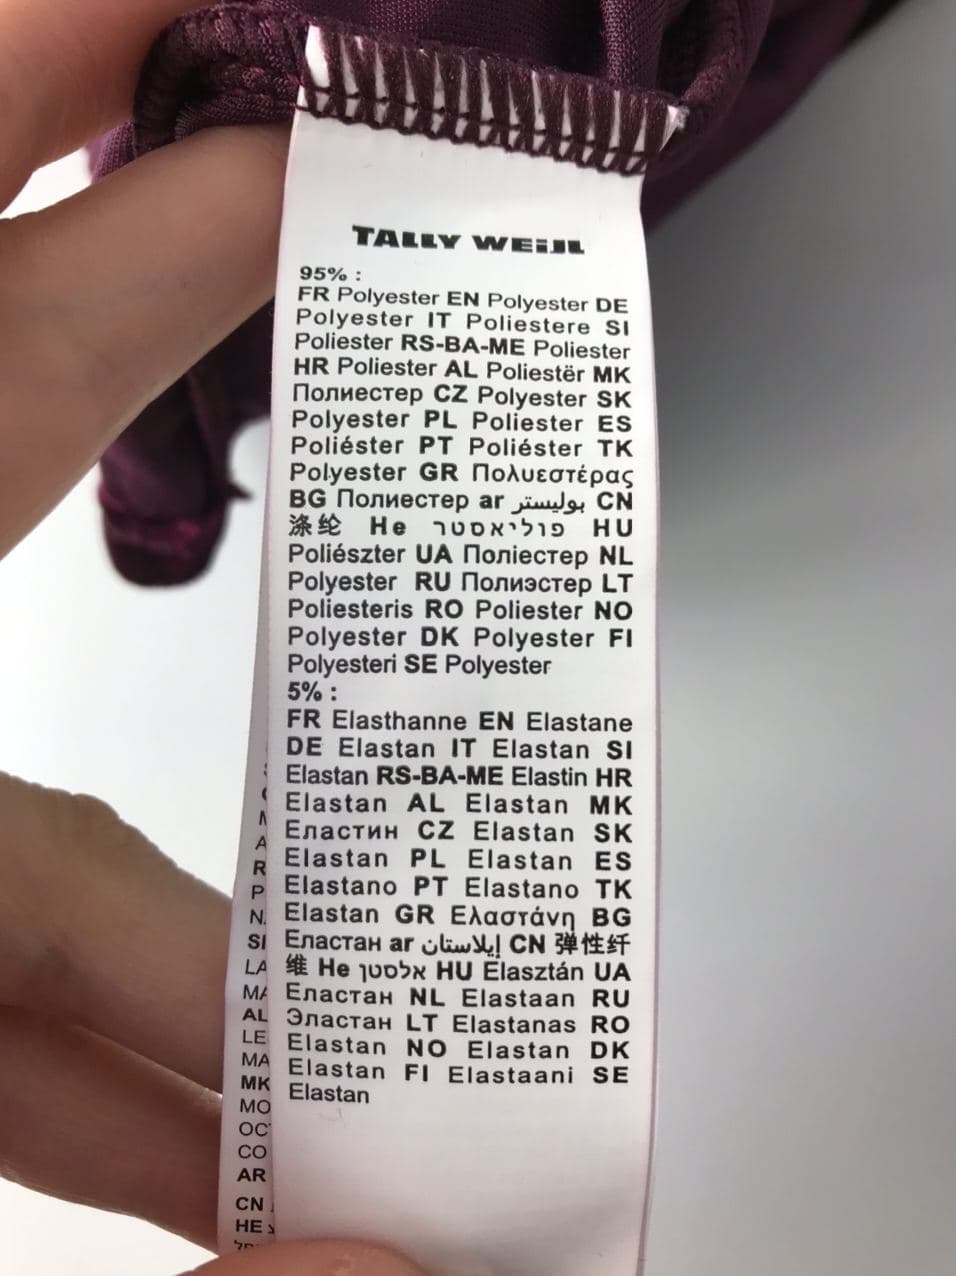 TALLY WEiJL
95% :
FR Polyester EN Polyester DE
Polyester IT Poliestere SI
Poliester RS-BA-ME Poliester
HR Poliester AL Poliestër MK
Полиестер CZ Polyester SK
Polyester PL Poliester ES
Poliéster PT Poliéster TK
Polyester GR Πολυεστέρας
BG Полиестер ar بوليستر CN
涤纶 He פוליאסטר HU
Poliészter UA Поліестер NL
Polyester RU Полиэстер LT
Poliesteris RO Poliester NO
Polyester DK Polyester FI
Polyesteri SE Polyester
5% :
FR Elasthanne EN Elastane
DE Elastan IT Elastan SI
Elastan RS-BA-ME Elastin HR
Elastan AL Elastan MK
Еластин CZ Elastan SK
Elastan PL Elastan ES
Elastano PT Elastano TK
Elastan GR Ελαστάνη BG
Еластан ar إيلاستان CN 弹性纤
维 He אלסטן HU Elasztán UA
Еластан NL Elastaan RU
Эластан LT Elastanas RO
Elastan NO Elastan DK
Elastan FI Elastaani SE
Elastan
SI
AL
MK
AR
CN
HE